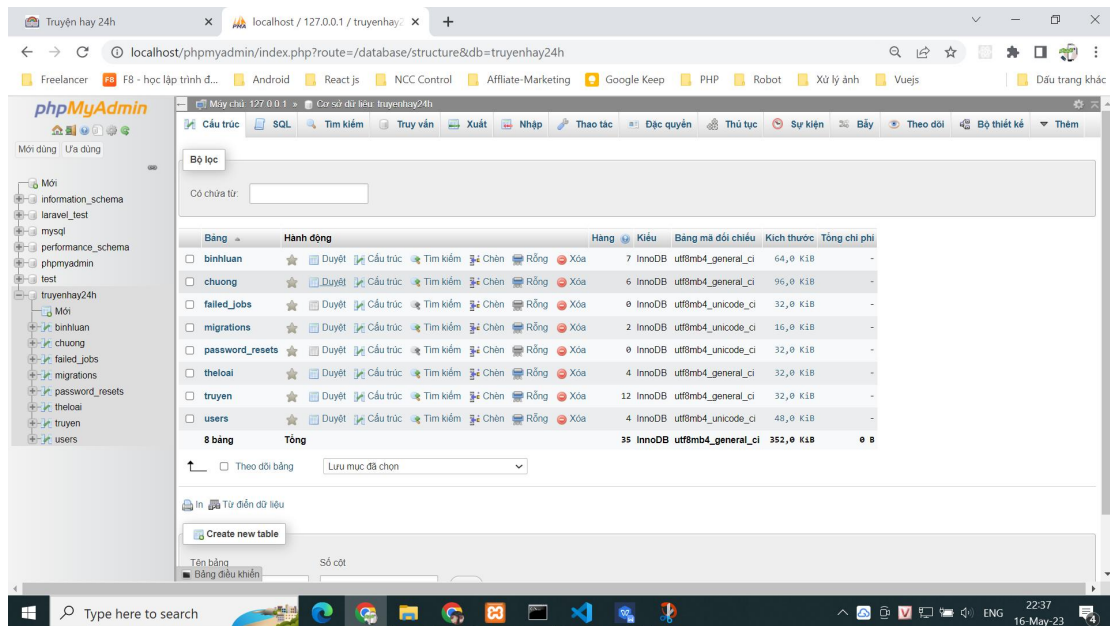 Truyện hay 24h
localhost / 127.0.0.1 / truyenhay2
localhost/phpmyadmin/index.php?route=/database/structure&db=truyenhay24h
Freelancer F8 F8 - học lập trình đ... Android React js NCC Control Affliate-Marketing Google Keep PHP Robot Xử lý ảnh Vuejs Dấu trang khác
phpMyAdmin
Mới dùng Ưa dùng
Mới
information_schema
laravel_test
mysql
performance_schema
phpmyadmin
test
truyenhay24h
Mới
binhluan
chuong
failed_jobs
migrations
password_resets
theloai
truyen
users
Máy chủ: 127.0.0.1 » Cơ sở dữ liệu: truyenhay24h
Cấu trúc SQL Tìm kiếm Truy vấn Xuất Nhập Thao tác Đặc quyền Thủ tục Sự kiện Bẫy Theo dõi Bộ thiết kế Thêm
Bộ lọc
Có chứa từ:
Bảng Hành động Hàng Kiểu Bảng mã đối chiếu Kích thước Tổng chi phí
binhluan Duyệt Cấu trúc Tìm kiếm Chèn Rỗng Xóa 7 InnoDB utf8mb4_general_ci 64,0 KiB -
chuong Duyệt Cấu trúc Tìm kiếm Chèn Rỗng Xóa 6 InnoDB utf8mb4_general_ci 96,0 KiB -
failed_jobs Duyệt Cấu trúc Tìm kiếm Chèn Rỗng Xóa 0 InnoDB utf8mb4_unicode_ci 32,0 KiB -
migrations Duyệt Cấu trúc Tìm kiếm Chèn Rỗng Xóa 2 InnoDB utf8mb4_unicode_ci 16,0 KiB -
password_resets Duyệt Cấu trúc Tìm kiếm Chèn Rỗng Xóa 0 InnoDB utf8mb4_unicode_ci 32,0 KiB -
theloai Duyệt Cấu trúc Tìm kiếm Chèn Rỗng Xóa 4 InnoDB utf8mb4_general_ci 32,0 KiB -
truyen Duyệt Cấu trúc Tìm kiếm Chèn Rỗng Xóa 12 InnoDB utf8mb4_general_ci 32,0 KiB -
users Duyệt Cấu trúc Tìm kiếm Chèn Rỗng Xóa 4 InnoDB utf8mb4_unicode_ci 48,0 KiB -
8 bảng Tổng 35 InnoDB utf8mb4_general_ci 352,0 KiB 0 B
Theo dõi bảng Lưu mục đã chọn
In Từ điển dữ liệu
Create new table
Tên bảng Số cột
Bảng điều khiển
Type here to search ENG 22:37
16-May-23 4